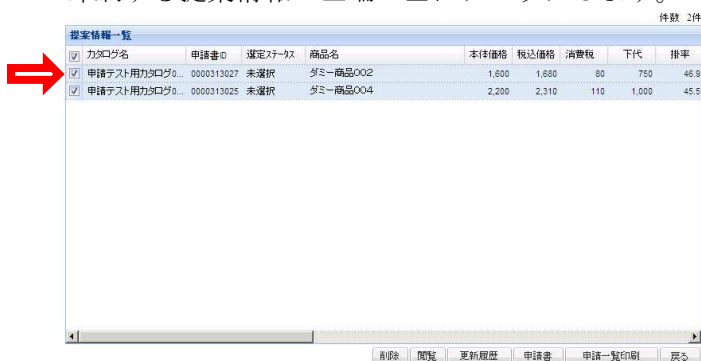 件数 2件
提案情報一覧
カタログ名 申請書ID 選定ステータス 商品名 本体価格 税込価格 消費税 下代 掛率
申請テスト用カタログ0... 0000313027 未選択 ダミー商品002 1,600 1,680 80 750 46.9
申請テスト用カタログ0... 0000313025 未選択 ダミー商品004 2,200 2,310 110 1,000 45.5
削除 閲覧 更新履歴 申請書 申請一覧印刷 戻る